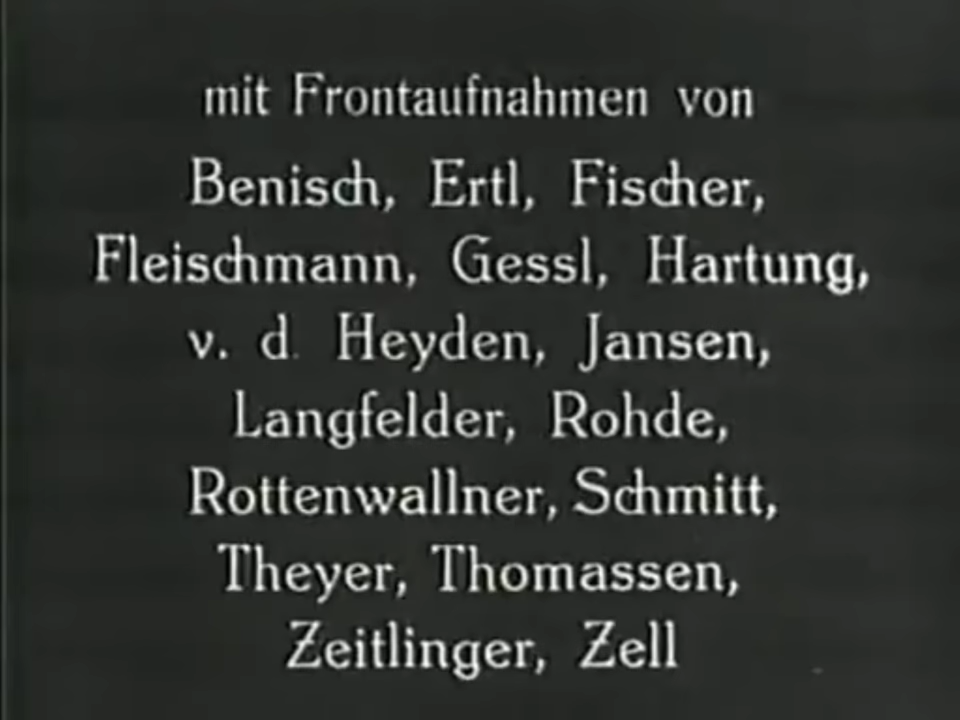 mit Frontaufnahmen von
Benisch, Ertl, Fischer,
Fleischmann, Gessl, Hartung,
v. d. Heyden, Jansen,
Langfelder, Rohde,
Rottenwallner, Schmitt,
Theyer, Thomassen,
Zeitlinger, Zell